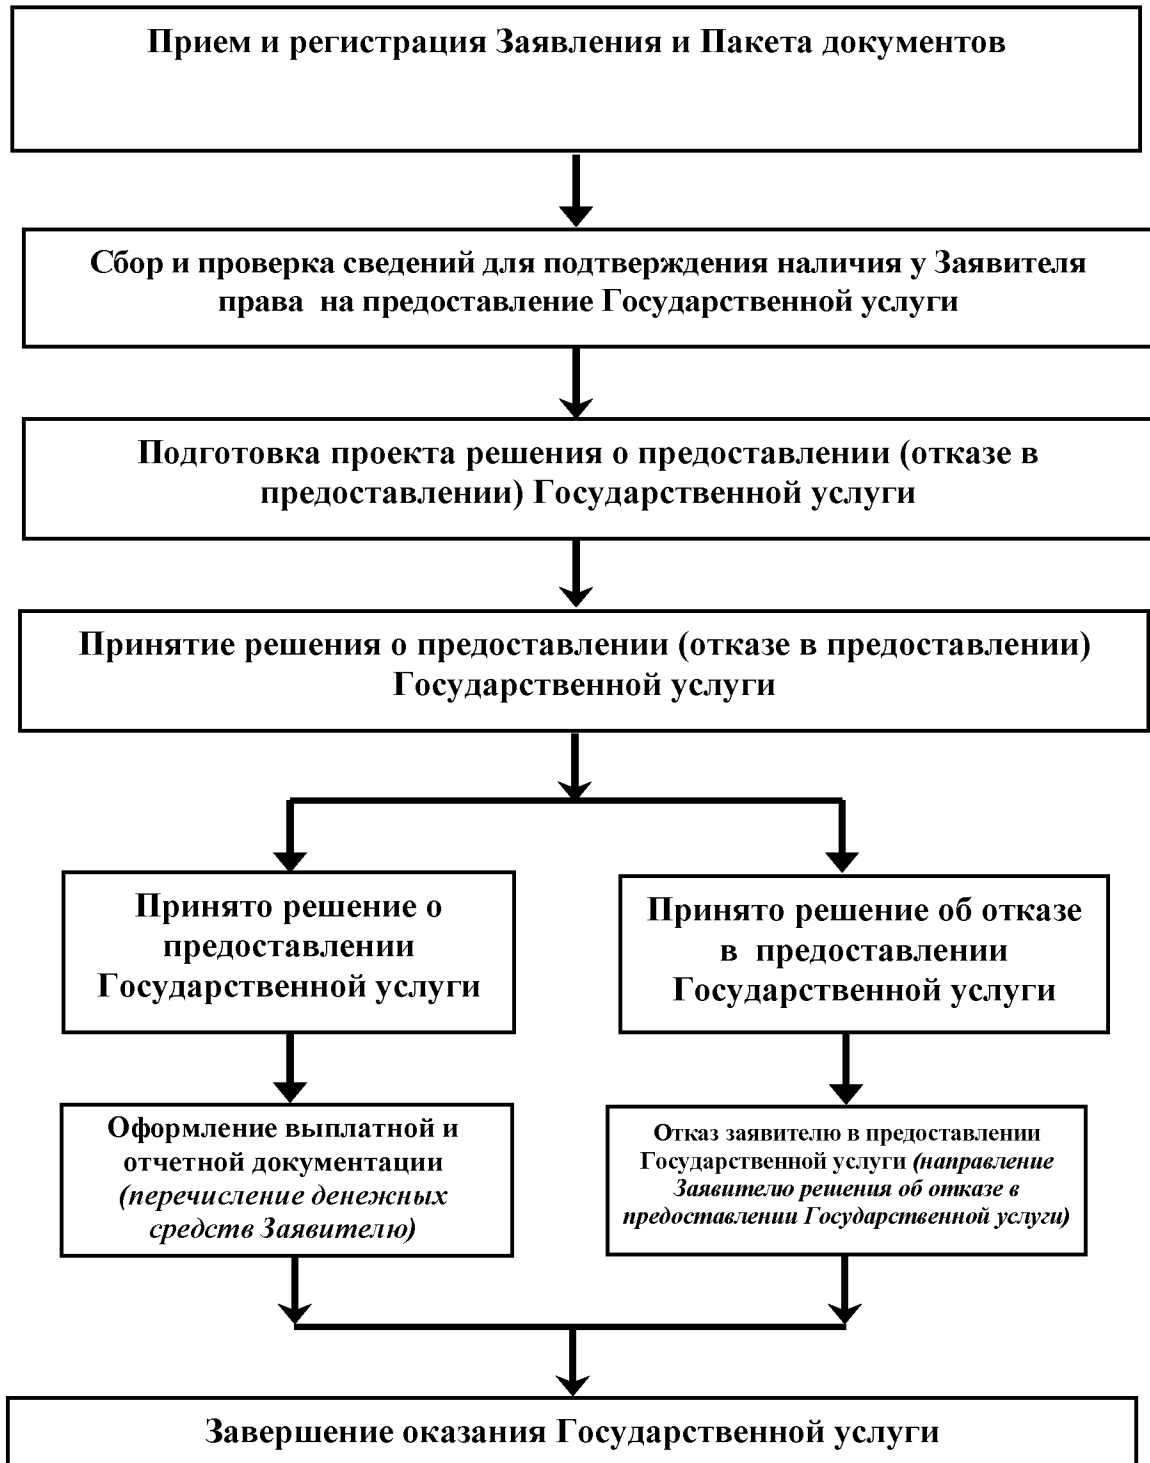 Прием и регистрация Заявления и Пакета документов
Сбор и проверка сведений для подтверждения наличия у Заявителя
права на предоставление Государственной услуги
Подготовка проекта решения о предоставлении (отказе в
предоставлении) Государственной услуги
Принятие решения о предоставлении (отказе в предоставлении)
Государственной услуги
Принято решение о
предоставлении
Государственной услуги
Принято решение об отказе
в предоставлении
Государственной услуги
Оформление выплатной и
отчетной документации
(перечисление денежных
средств Заявителю)
Отказ заявителю в предоставлении
Государственной услуги (направление
Заявителю решения об отказе в
предоставлении Государственной услуги)
Завершение оказания Государственной услуги